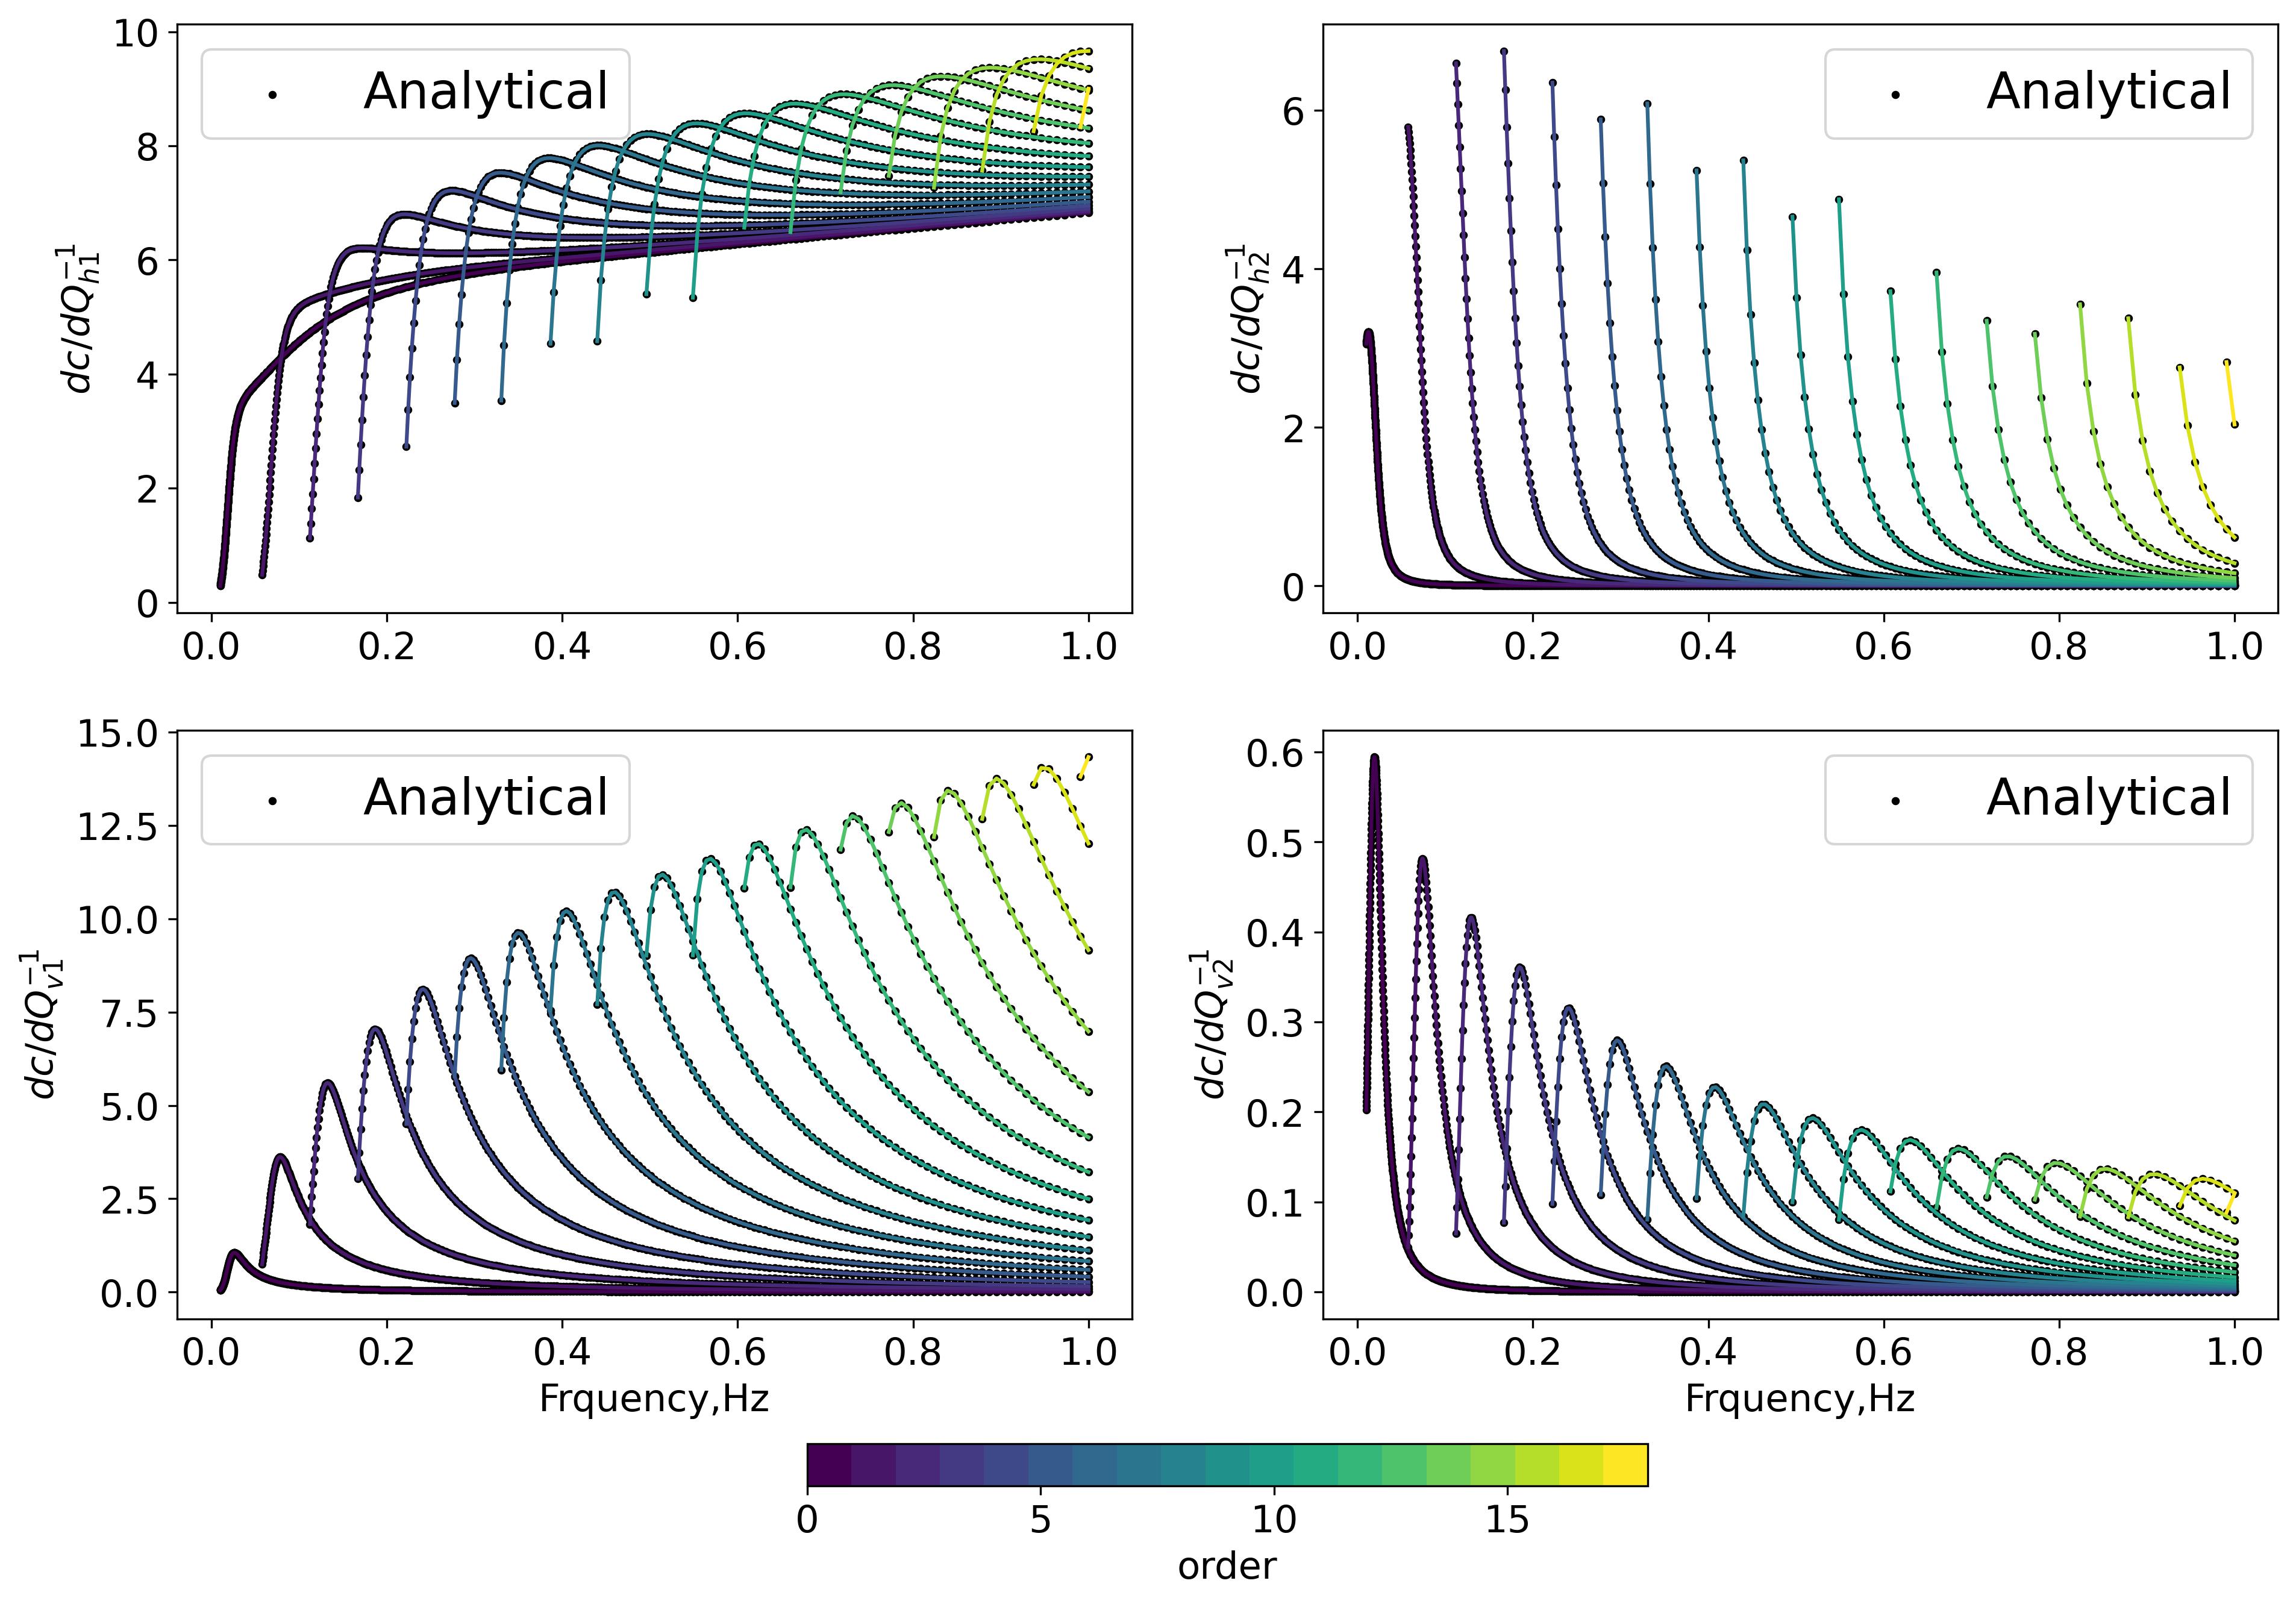 10
8
6
4
2
0
dc/dQ_{h1}^{-1}
Analytical
0.0 0.2 0.4 0.6 0.8 1.0
6
4
2
0
dc/dQ_{h2}^{-1}
Analytical
0.0 0.2 0.4 0.6 0.8 1.0
15.0
12.5
10.0
7.5
5.0
2.5
0.0
dc/dQ_{v1}^{-1}
Analytical
0.0 0.2 0.4 0.6 0.8 1.0
Frquency,Hz
0.6
0.5
0.4
0.3
0.2
0.1
0.0
dc/dQ_{v2}^{-1}
Analytical
0.0 0.2 0.4 0.6 0.8 1.0
Frquency,Hz
0 5 10 15
order